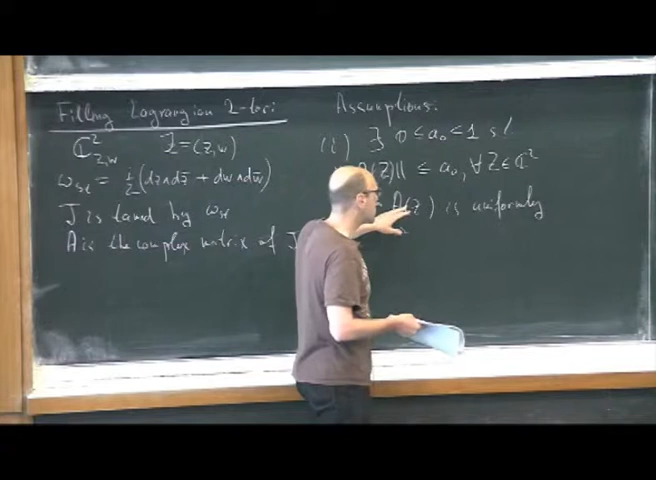 Filling Lagrangian 2-tori
ℂ²_{z,w}   Z=(z,w)
ω_st = i/2(dz∧dz̄ + dw∧dw̄)
J is tamed by ω_st
A is the complex matrix of J
Assumptions:
(i) ∃ 0≤a₀<1 st
A(Z)|| ≤ a₀, ∀Z∈ℂ²
A(Z) is uniformly